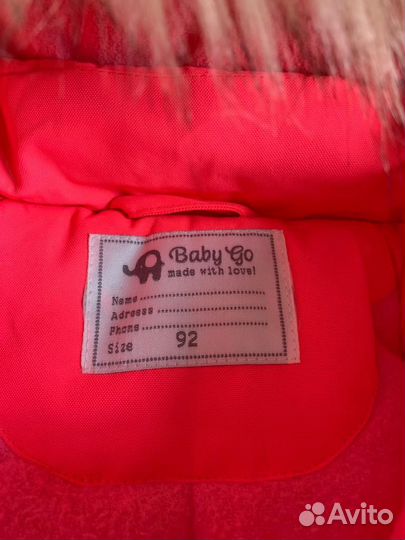 Baby Go
made with love!
Name
Adress
Phone
Size 92
Avito